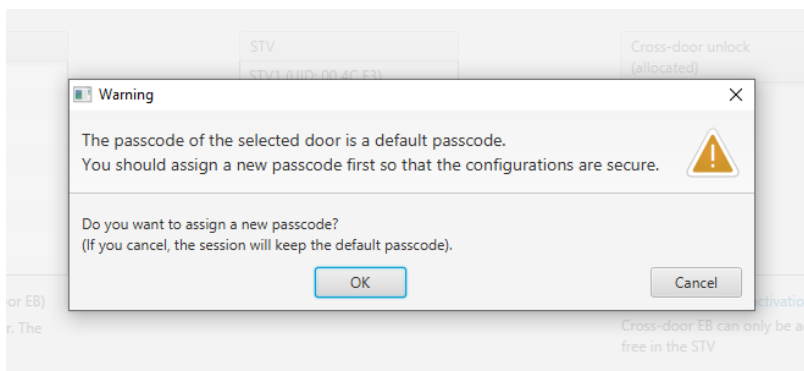 STV
Cross-door unlock
(allocated)
STV1 (UID: 00 4C E3)
Warning
The passcode of the selected door is a default passcode.
You should assign a new passcode first so that the configurations are secure.
Do you want to assign a new passcode?
(If you cancel, the session will keep the default passcode).
OK
Cancel
or EB)
r. The
Cross-door EB can only be a
free in the STV